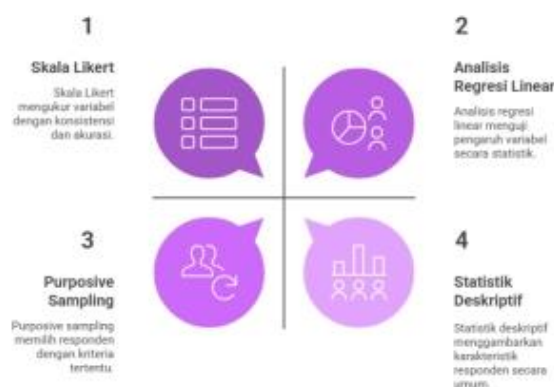 1
Skala Likert
Skala Likert
mengukur variabel
dengan konsistensi
dan akurasi.
2
Analisis
Regresi Linear
Analisis regresi
linear menguji
pengaruh variabel
secara statistik.
3
Purposive
Sampling
Purposive sampling
memilih responden
dengan kriteria
tertentu.
4
Statistik
Deskriptif
Statistik deskriptif
menggambarkan
karakteristik
responden secara
umum.